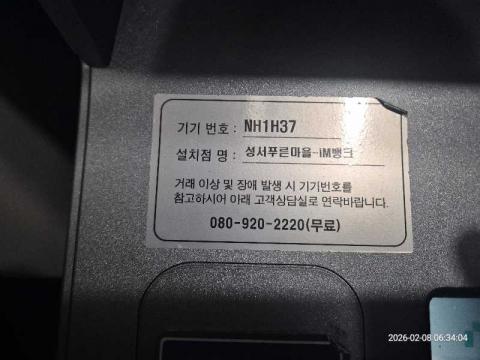 기기 번호 : NH1H37
설치점 명 : 성서푸른마을-iM뱅크
거래 이상 및 장애 발생 시 기기번호를
참고하시어 아래 고객상담실로 연락바랍니다.
080-920-2220(무료)
2026-02-08 06:34:04